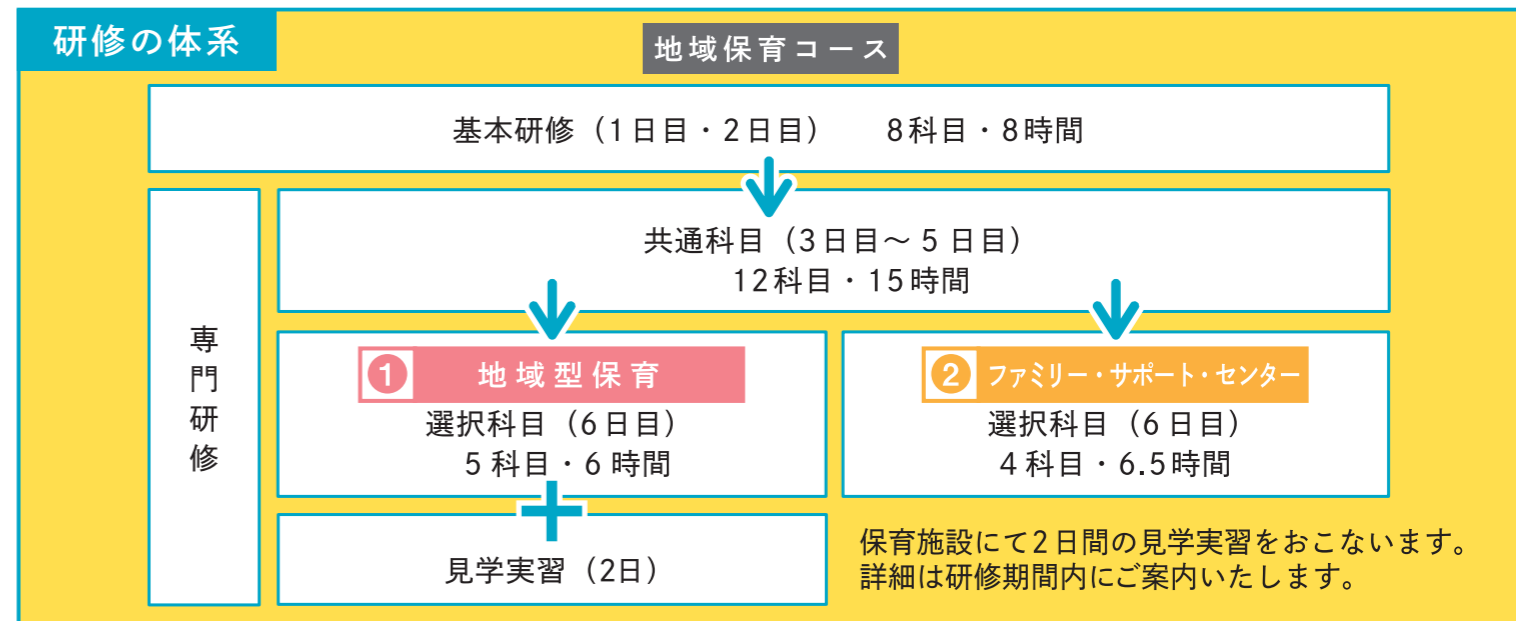 研修の体系
地域保育コース
基本研修（1日目・2日目）　8科目・8時間
専門研修
共通科目（3日目～5日目）
12科目・15時間
1 地域型保育
選択科目（6日目）
5科目・6時間
見学実習（2日）
2 ファミリー・サポート・センター
選択科目（6日目）
4科目・6.5時間
保育施設にて2日間の見学実習をおこないます。
詳細は研修期間内にご案内いたします。